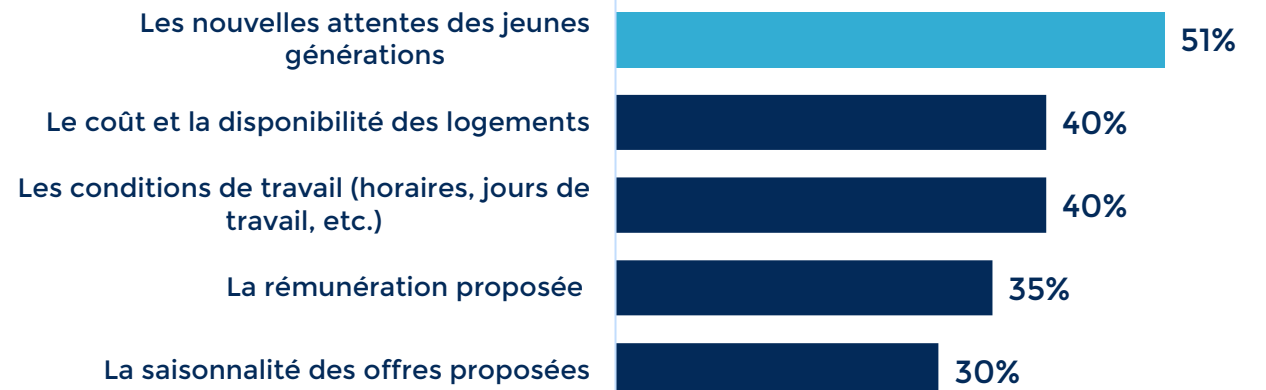 Les nouvelles attentes des jeunes
générations
51%
Le coût et la disponibilité des logements
40%
Les conditions de travail (horaires, jours de
travail, etc.)
40%
La rémunération proposée
35%
La saisonnalité des offres proposées
30%